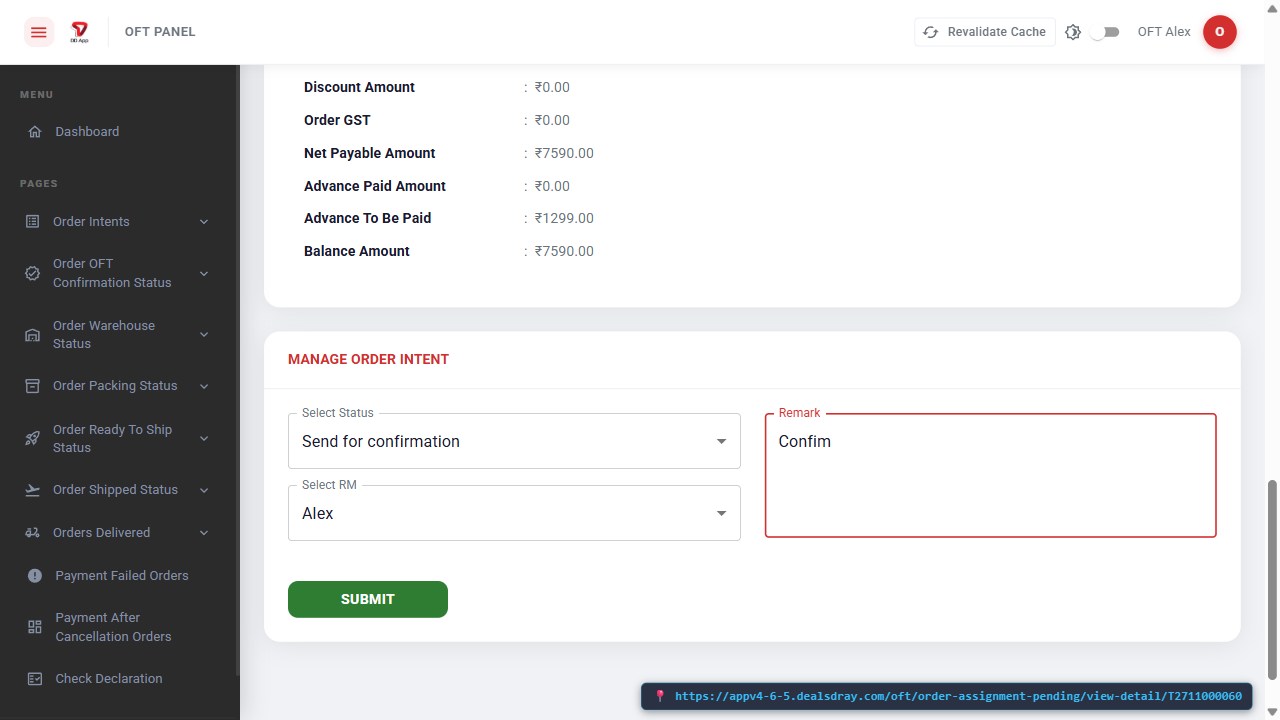 OFT PANEL
Revalidate Cache
OFT Alex
O
DD App
MENU
Dashboard
PAGES
Order Intents
Order OFT
Confirmation Status
Order Warehouse
Status
Order Packing Status
Order Ready To Ship
Status
Order Shipped Status
Orders Delivered
Payment Failed Orders
Payment After
Cancellation Orders
Check Declaration
Discount Amount : ₹0.00
Order GST : ₹0.00
Net Payable Amount : ₹7590.00
Advance Paid Amount : ₹0.00
Advance To Be Paid : ₹1299.00
Balance Amount : ₹7590.00
MANAGE ORDER INTENT
Select Status
Send for confirmation
Select RM
Alex
Remark
Confim
SUBMIT
https://appv4-6-5.dealsdray.com/oft/order-assignment-pending/view-detail/T2711000060